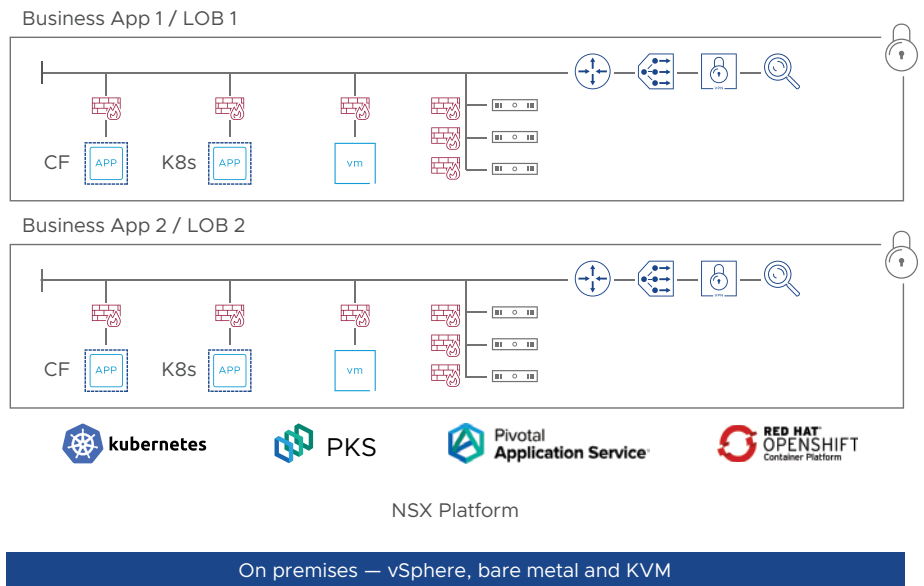 Business App 1 / LOB 1
VPN
CF APP K8s APP vm
Business App 2 / LOB 2
VPN
CF APP K8s APP vm
kubernetes
PKS
Pivotal
Application Service
RED HAT
OPENSHIFT
Container Platform
NSX Platform
On premises — vSphere, bare metal and KVM